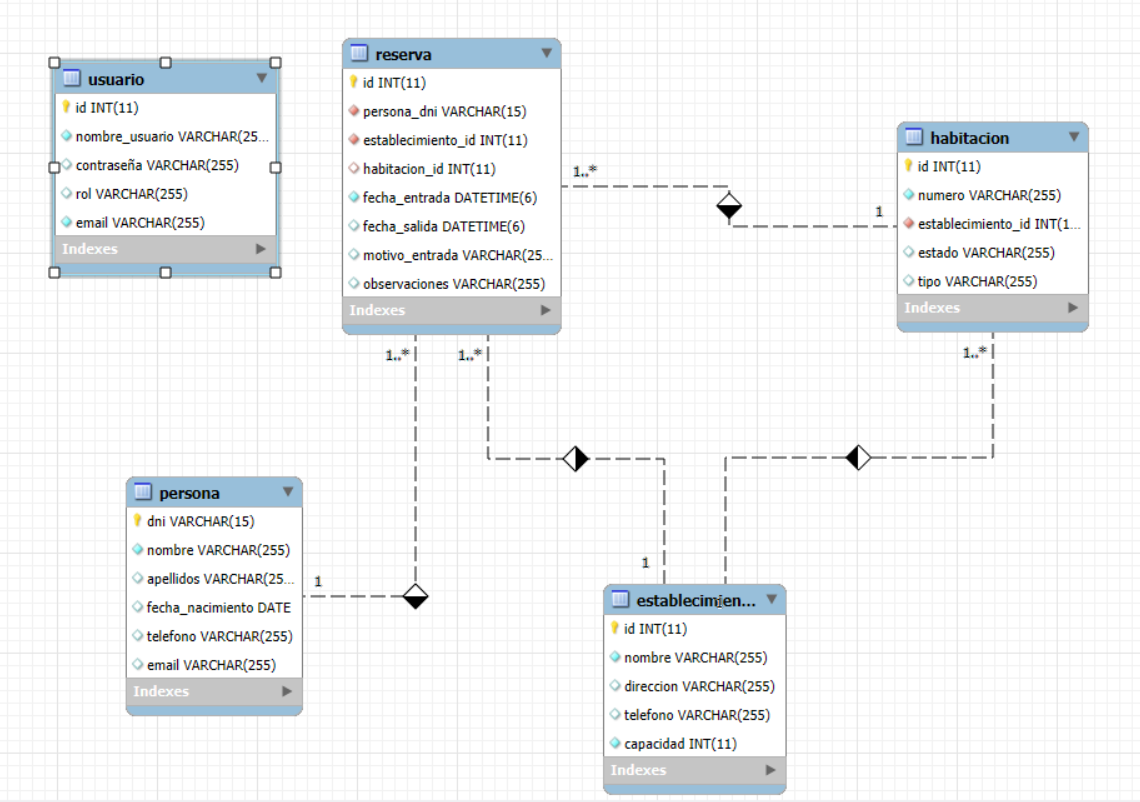 usuario
id INT(11)
nombre_usuario VARCHAR(25...
contraseña VARCHAR(255)
rol VARCHAR(255)
email VARCHAR(255)
Indexes
reserva
id INT(11)
persona_dni VARCHAR(15)
establecimiento_id INT(11)
habitacion_id INT(11)
fecha_entrada DATETIME(6)
fecha_salida DATETIME(6)
motivo_entrada VARCHAR(25...
observaciones VARCHAR(255)
Indexes
1..*
1
habitacion
id INT(11)
numero VARCHAR(255)
establecimiento_id INT(1...
estado VARCHAR(255)
tipo VARCHAR(255)
Indexes
1..*
1..*
1..*
persona
dni VARCHAR(15)
nombre VARCHAR(255)
apellidos VARCHAR(25...
fecha_nacimiento DATE
telefono VARCHAR(255)
email VARCHAR(255)
Indexes
1
1
establecimien...
id INT(11)
nombre VARCHAR(255)
direccion VARCHAR(255)
telefono VARCHAR(255)
capacidad INT(11)
Indexes